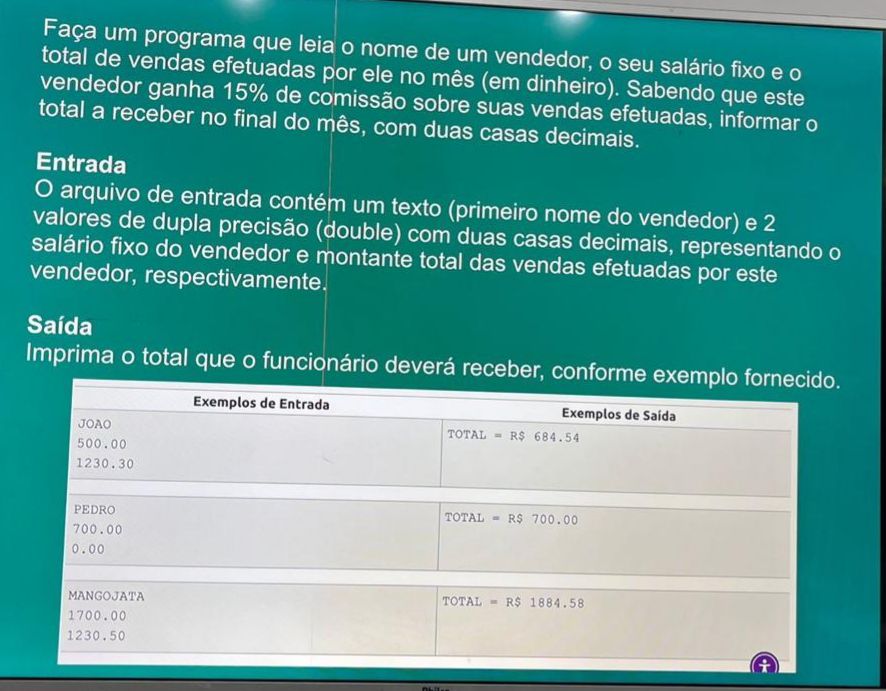 Faça um programa que leia o nome de um vendedor, o seu salário fixo e o
total de vendas efetuadas por ele no mês (em dinheiro). Sabendo que este
vendedor ganha 15% de comissão sobre suas vendas efetuadas, informar o
total a receber no final do mês, com duas casas decimais.
Entrada
O arquivo de entrada contém um texto (primeiro nome do vendedor) e 2
valores de dupla precisão (double) com duas casas decimais, representando o
salário fixo do vendedor e montante total das vendas efetuadas por este
vendedor, respectivamente.
Saída
Imprima o total que o funcionário deverá receber, conforme exemplo fornecido.
Exemplos de Entrada
Exemplos de Saída
JOAO
500.00
1230.30
TOTAL = R$ 684.54
PEDRO
700.00
0.00
TOTAL = R$ 700.00
MANGOJATA
1700.00
1230.50
TOTAL = R$ 1884.58